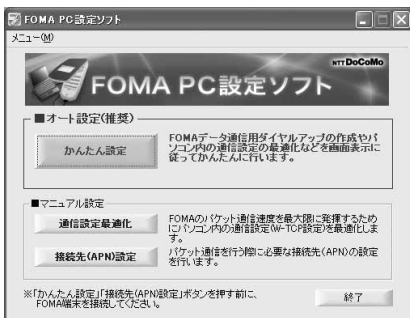 FOMA PC設定ソフト
メニュー(M)
NTT DoCoMo
FOMA PC設定ソフト
■オート設定(推奨)
かんたん設定
FOMAデータ通信用ダイヤルアップの作成やパ
ソコン内の通信設定の最適化などを画面表示に
従ってかんたんに行います。
■マニュアル設定
通信設定最適化
FOMAのパケット通信速度を最大限に発揮するため
にパソコン内の通信設定(W-TCP設定)を最適化しま
す。
接続先(APN)設定
パケット通信を行う際に必要な接続先(APN)の設定
を行います。
※「かんたん設定」「接続先(APN)設定」ボタンを押す前に、
FOMA端末を接続してください。
終了